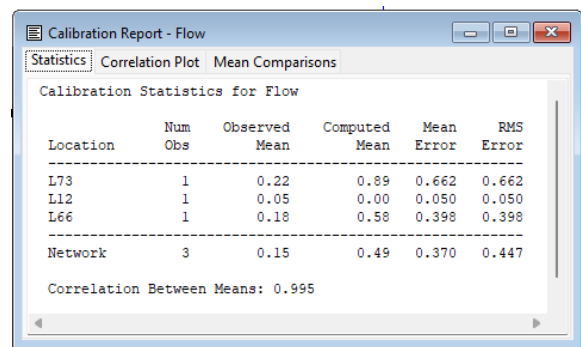 Calibration Report - Flow
Statistics Correlation Plot Mean Comparisons
Calibration Statistics for Flow
Num Observed Computed Mean RMS
Location Obs Mean Mean Error Error
L73 1 0.22 0.89 0.662 0.662
L12 1 0.05 0.00 0.050 0.050
L66 1 0.18 0.58 0.398 0.398
Network 3 0.15 0.49 0.370 0.447
Correlation Between Means: 0.995